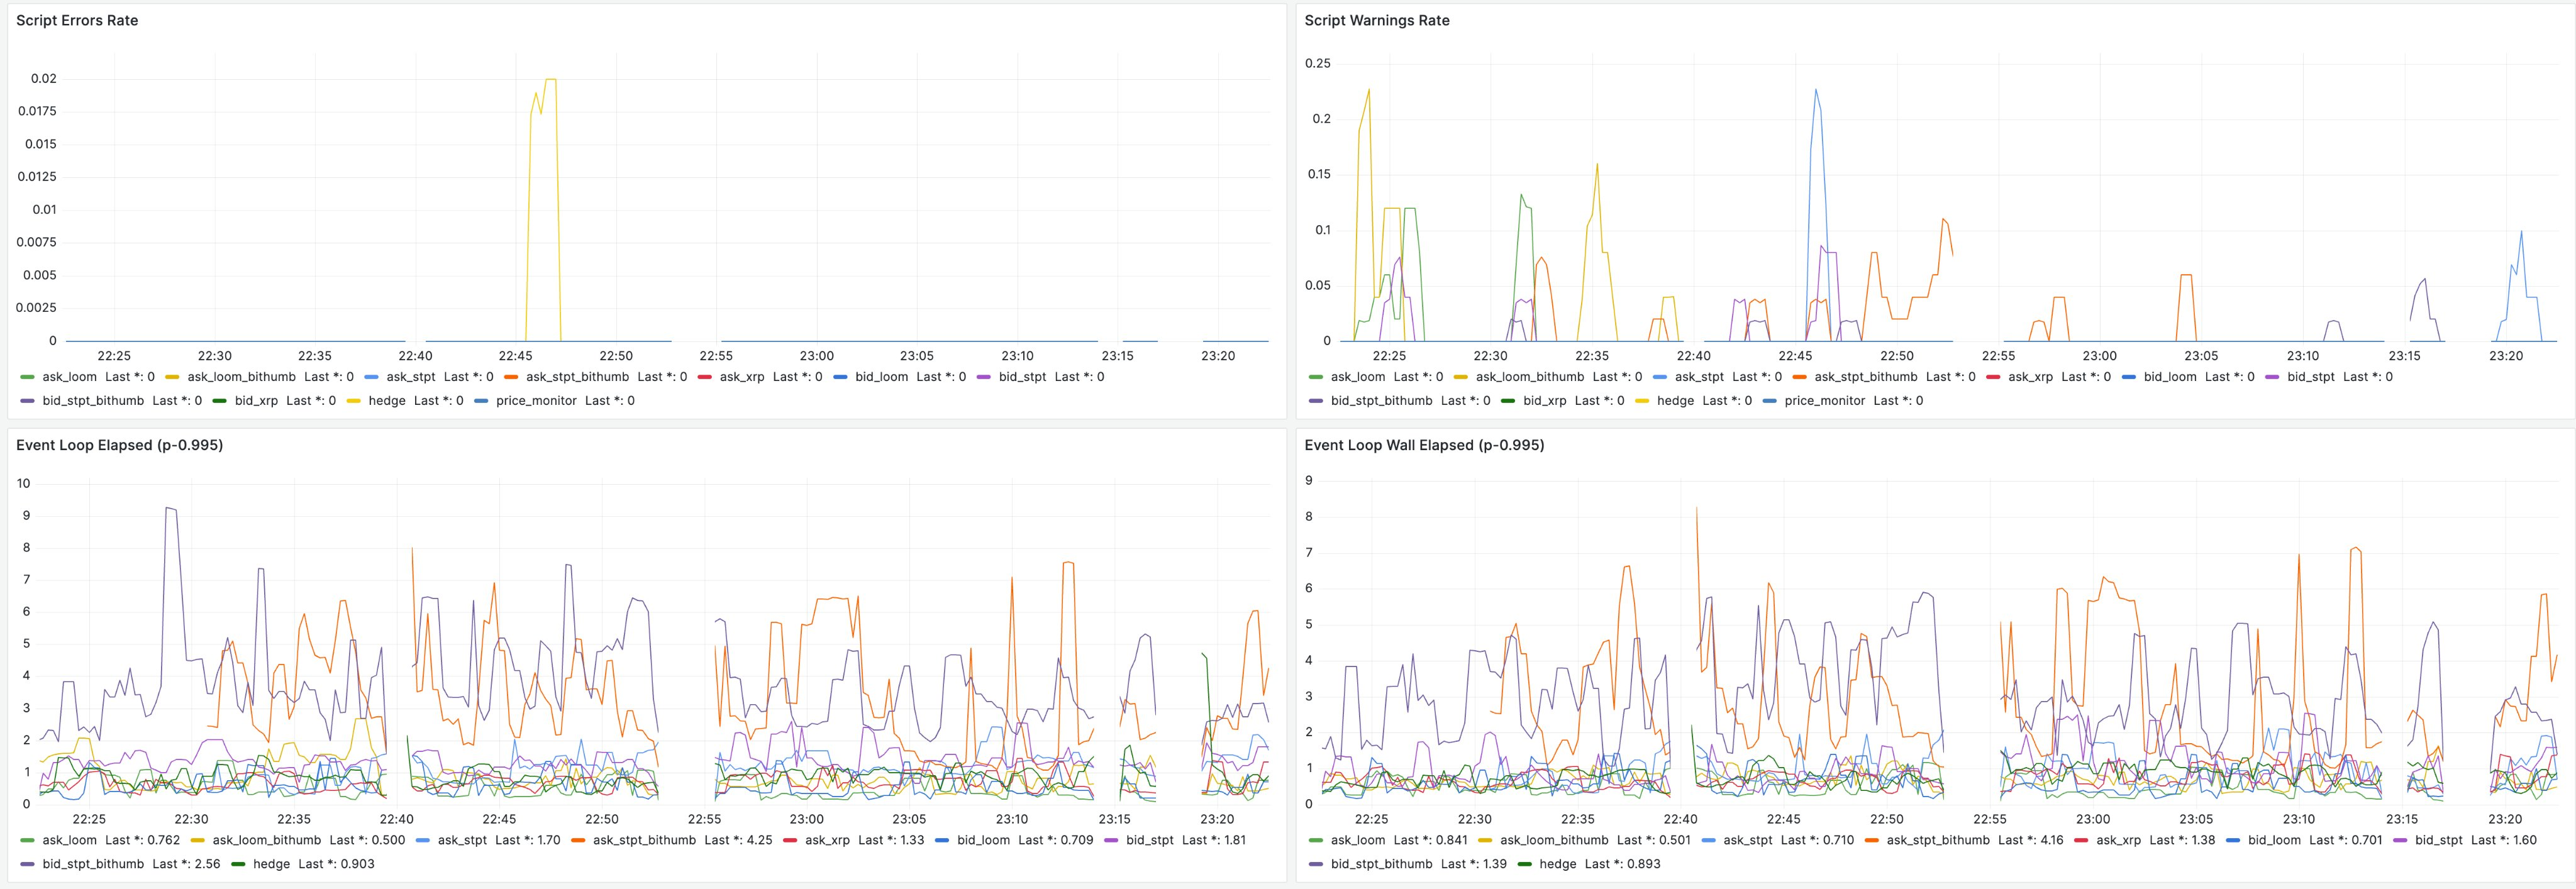 Script Errors Rate
0.02
0.0175
0.015
0.0125
0.01
0.0075
0.005
0.0025
0
22:25 22:30 22:35 22:40 22:45 22:50 22:55 23:00 23:05 23:10 23:15 23:20
ask_loom Last *: 0 ask_loom_bithumb Last *: 0 ask_stpt Last *: 0 ask_stpt_bithumb Last *: 0 ask_xrp Last *: 0 bid_loom Last *: 0 bid_stpt Last *: 0
bid_stpt_bithumb Last *: 0 bid_xrp Last *: 0 hedge Last *: 0 price_monitor Last *: 0
Script Warnings Rate
0.25
0.2
0.15
0.1
0.05
0
22:25 22:30 22:35 22:40 22:45 22:50 22:55 23:00 23:05 23:10 23:15 23:20
ask_loom Last *: 0 ask_loom_bithumb Last *: 0 ask_stpt Last *: 0 ask_stpt_bithumb Last *: 0 ask_xrp Last *: 0 bid_loom Last *: 0 bid_stpt Last *: 0
bid_stpt_bithumb Last *: 0 bid_xrp Last *: 0 hedge Last *: 0 price_monitor Last *: 0
Event Loop Elapsed (p-0.995)
10
9
8
7
6
5
4
3
2
1
0
22:25 22:30 22:35 22:40 22:45 22:50 22:55 23:00 23:05 23:10 23:15 23:20
ask_loom Last *: 0.762 ask_loom_bithumb Last *: 0.500 ask_stpt Last *: 1.70 ask_stpt_bithumb Last *: 4.25 ask_xrp Last *: 1.33 bid_loom Last *: 0.709 bid_stpt Last *: 1.81
bid_stpt_bithumb Last *: 2.56 hedge Last *: 0.903
Event Loop Wall Elapsed (p-0.995)
9
8
7
6
5
4
3
2
1
0
22:25 22:30 22:35 22:40 22:45 22:50 22:55 23:00 23:05 23:10 23:15 23:20
ask_loom Last *: 0.841 ask_loom_bithumb Last *: 0.501 ask_stpt Last *: 0.710 ask_stpt_bithumb Last *: 4.16 ask_xrp Last *: 1.38 bid_loom Last *: 0.701 bid_stpt Last *: 1.60
bid_stpt_bithumb Last *: 1.39 hedge Last *: 0.893